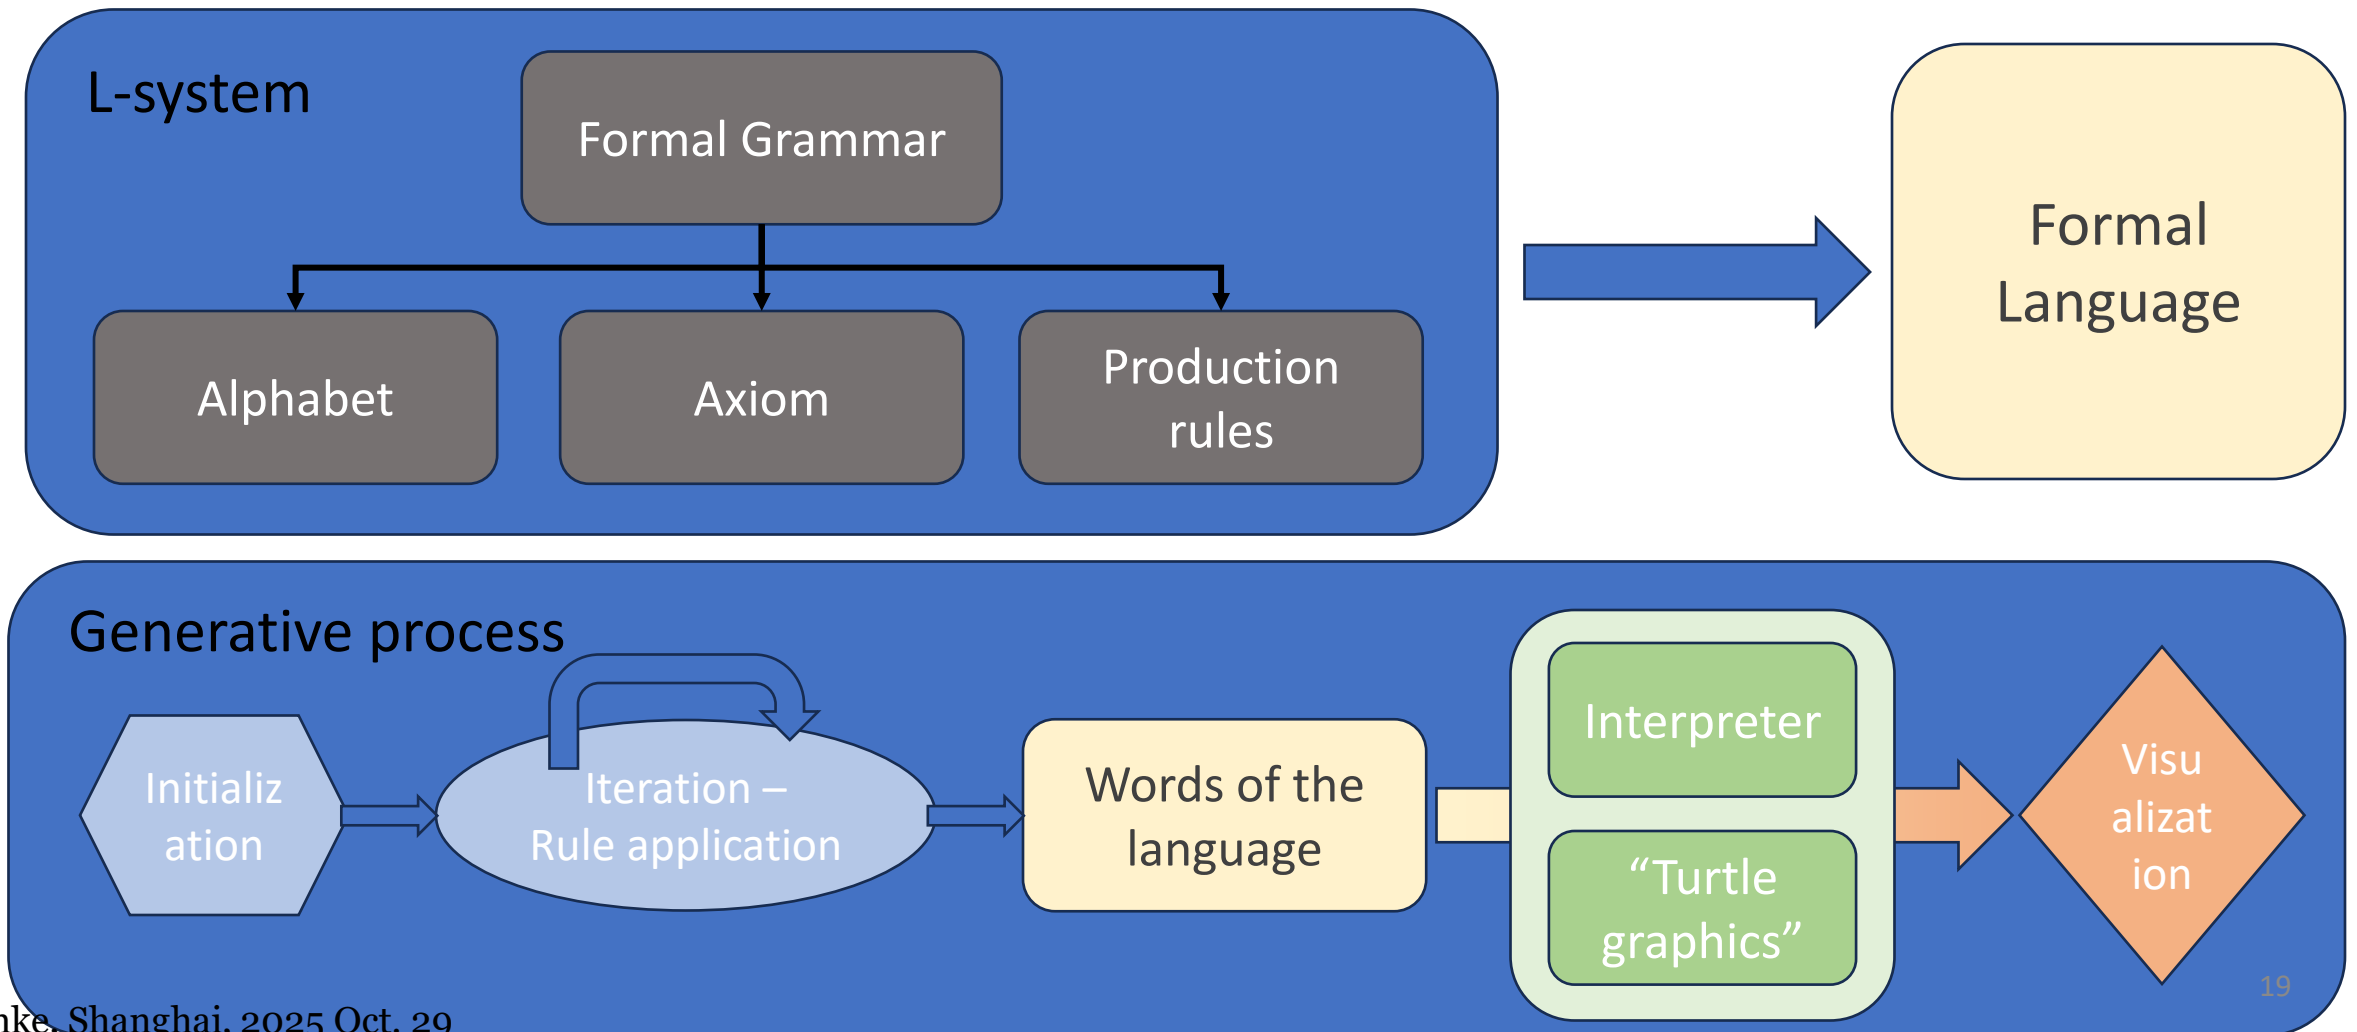 L-system
Formal Grammar
Alphabet
Axiom
Production
rules
Formal
Language
Generative process
Initializ
ation
Iteration –
Rule application
Words of the
language
Interpreter
“Turtle
graphics”
Visu
alizat
ion
19
Shanghai, 2025 Oct. 29